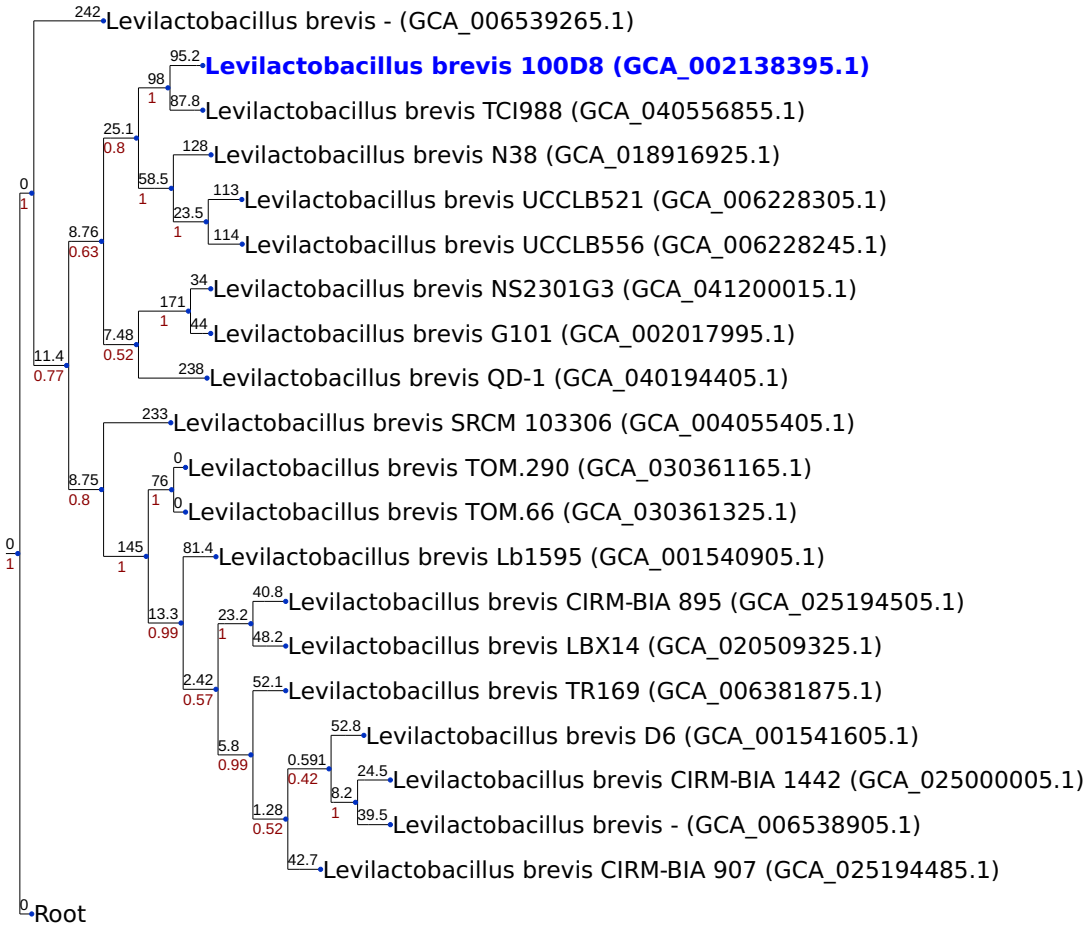 242 Levilactobacillus brevis - (GCA_006539265.1)
95.2 Levilactobacillus brevis 100D8 (GCA_002138395.1)
98
1
87.8 Levilactobacillus brevis TCI988 (GCA_040556855.1)
25.1
0.8
128 Levilactobacillus brevis N38 (GCA_018916925.1)
58.5
1
0
1
113 Levilactobacillus brevis UCCLB521 (GCA_006228305.1)
23.5
1
8.76
0.63
114 Levilactobacillus brevis UCCLB556 (GCA_006228245.1)
34 Levilactobacillus brevis NS2301G3 (GCA_041200015.1)
171
1
44 Levilactobacillus brevis G101 (GCA_002017995.1)
7.48
0.52
11.4
0.77
238 Levilactobacillus brevis QD-1 (GCA_040194405.1)
233 Levilactobacillus brevis SRCM 103306 (GCA_004055405.1)
0 Levilactobacillus brevis TOM.290 (GCA_030361165.1)
8.75
0.8
76
1
0 Levilactobacillus brevis TOM.66 (GCA_030361325.1)
0
1
145
1
81.4 Levilactobacillus brevis Lb1595 (GCA_001540905.1)
40.8 Levilactobacillus brevis CIRM-BIA 895 (GCA_025194505.1)
13.3
0.99
23.2
1
48.2 Levilactobacillus brevis LBX14 (GCA_020509325.1)
2.42
0.57
52.1 Levilactobacillus brevis TR169 (GCA_006381875.1)
52.8 Levilactobacillus brevis D6 (GCA_001541605.1)
5.8
0.99
0.591
0.42
24.5 Levilactobacillus brevis CIRM-BIA 1442 (GCA_025000005.1)
8.2
1
1.28
0.52
39.5 Levilactobacillus brevis - (GCA_006538905.1)
42.7 Levilactobacillus brevis CIRM-BIA 907 (GCA_025194485.1)
0 Root